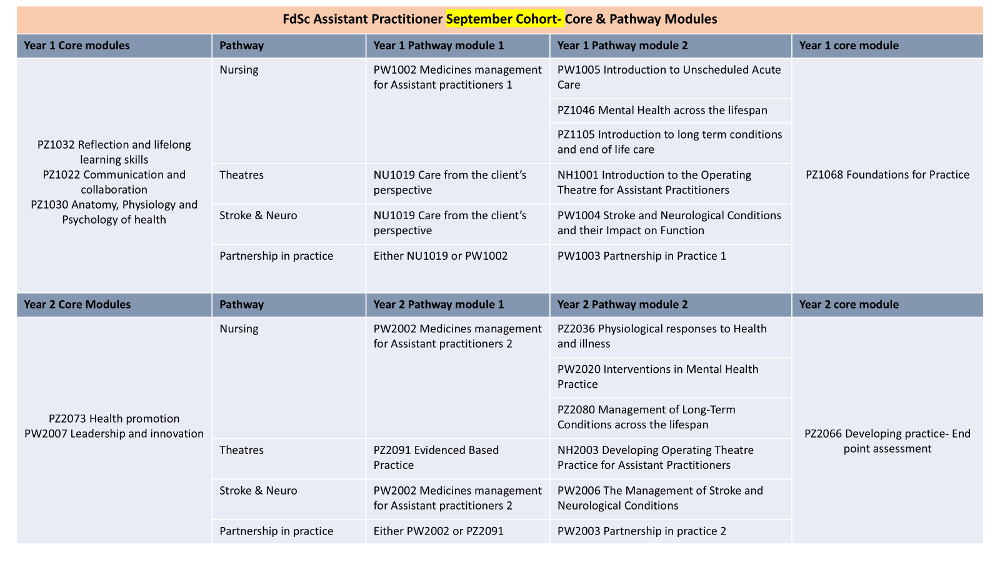 FdSc Assistant Practitioner September Cohort- Core & Pathway Modules
Year 1 Core modules
Pathway
Year 1 Pathway module 1
Year 1 Pathway module 2
Year 1 core module
PZ1032 Reflection and lifelong
learning skills
PZ1022 Communication and
collaboration
PZ1030 Anatomy, Physiology and
Psychology of health
Nursing
PW1002 Medicines management
for Assistant practitioners 1
PW1005 Introduction to Unscheduled Acute
Care
PZ1046 Mental Health across the lifespan
PZ1105 Introduction to long term conditions
and end of life care
Theatres
NU1019 Care from the client’s
perspective
NH1001 Introduction to the Operating
Theatre for Assistant Practitioners
Stroke & Neuro
NU1019 Care from the client’s
perspective
PW1004 Stroke and Neurological Conditions
and their Impact on Function
Partnership in practice
Either NU1019 or PW1002
PW1003 Partnership in Practice 1
PZ1068 Foundations for Practice
Year 2 Core Modules
Pathway
Year 2 Pathway module 1
Year 2 Pathway module 2
Year 2 core module
PZ2073 Health promotion
PW2007 Leadership and innovation
Nursing
PW2002 Medicines management
for Assistant practitioners 2
PZ2036 Physiological responses to Health
and illness
PW2020 Interventions in Mental Health
Practice
PZ2080 Management of Long-Term
Conditions across the lifespan
Theatres
PZ2091 Evidenced Based
Practice
NH2003 Developing Operating Theatre
Practice for Assistant Practitioners
Stroke & Neuro
PW2002 Medicines management
for Assistant practitioners 2
PW2006 The Management of Stroke and
Neurological Conditions
Partnership in practice
Either PW2002 or PZ2091
PW2003 Partnership in practice 2
PZ2066 Developing practice- End
point assessment